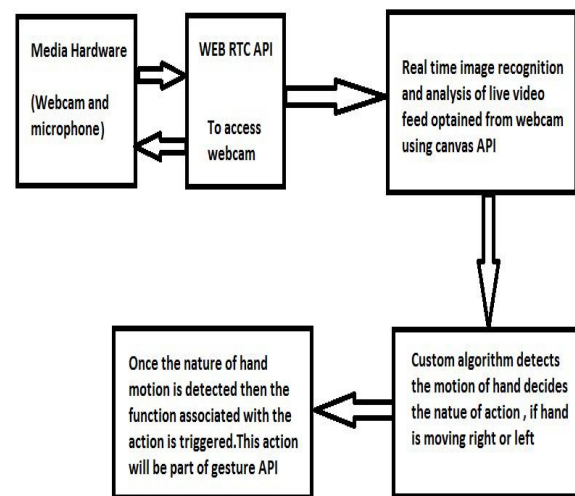 Media Hardware
(Webcam and
microphone)
WEB RTC API
To access
webcam
Real time image recognition
and analysis of live video
feed optained from webcam
using canvas API
Custom algorithm detects
the motion of hand decides
the natue of action , if hand
is moving right or left
Once the nature of hand
motion is detected then the
function associated with the
action is triggered.This action
will be part of gesture API